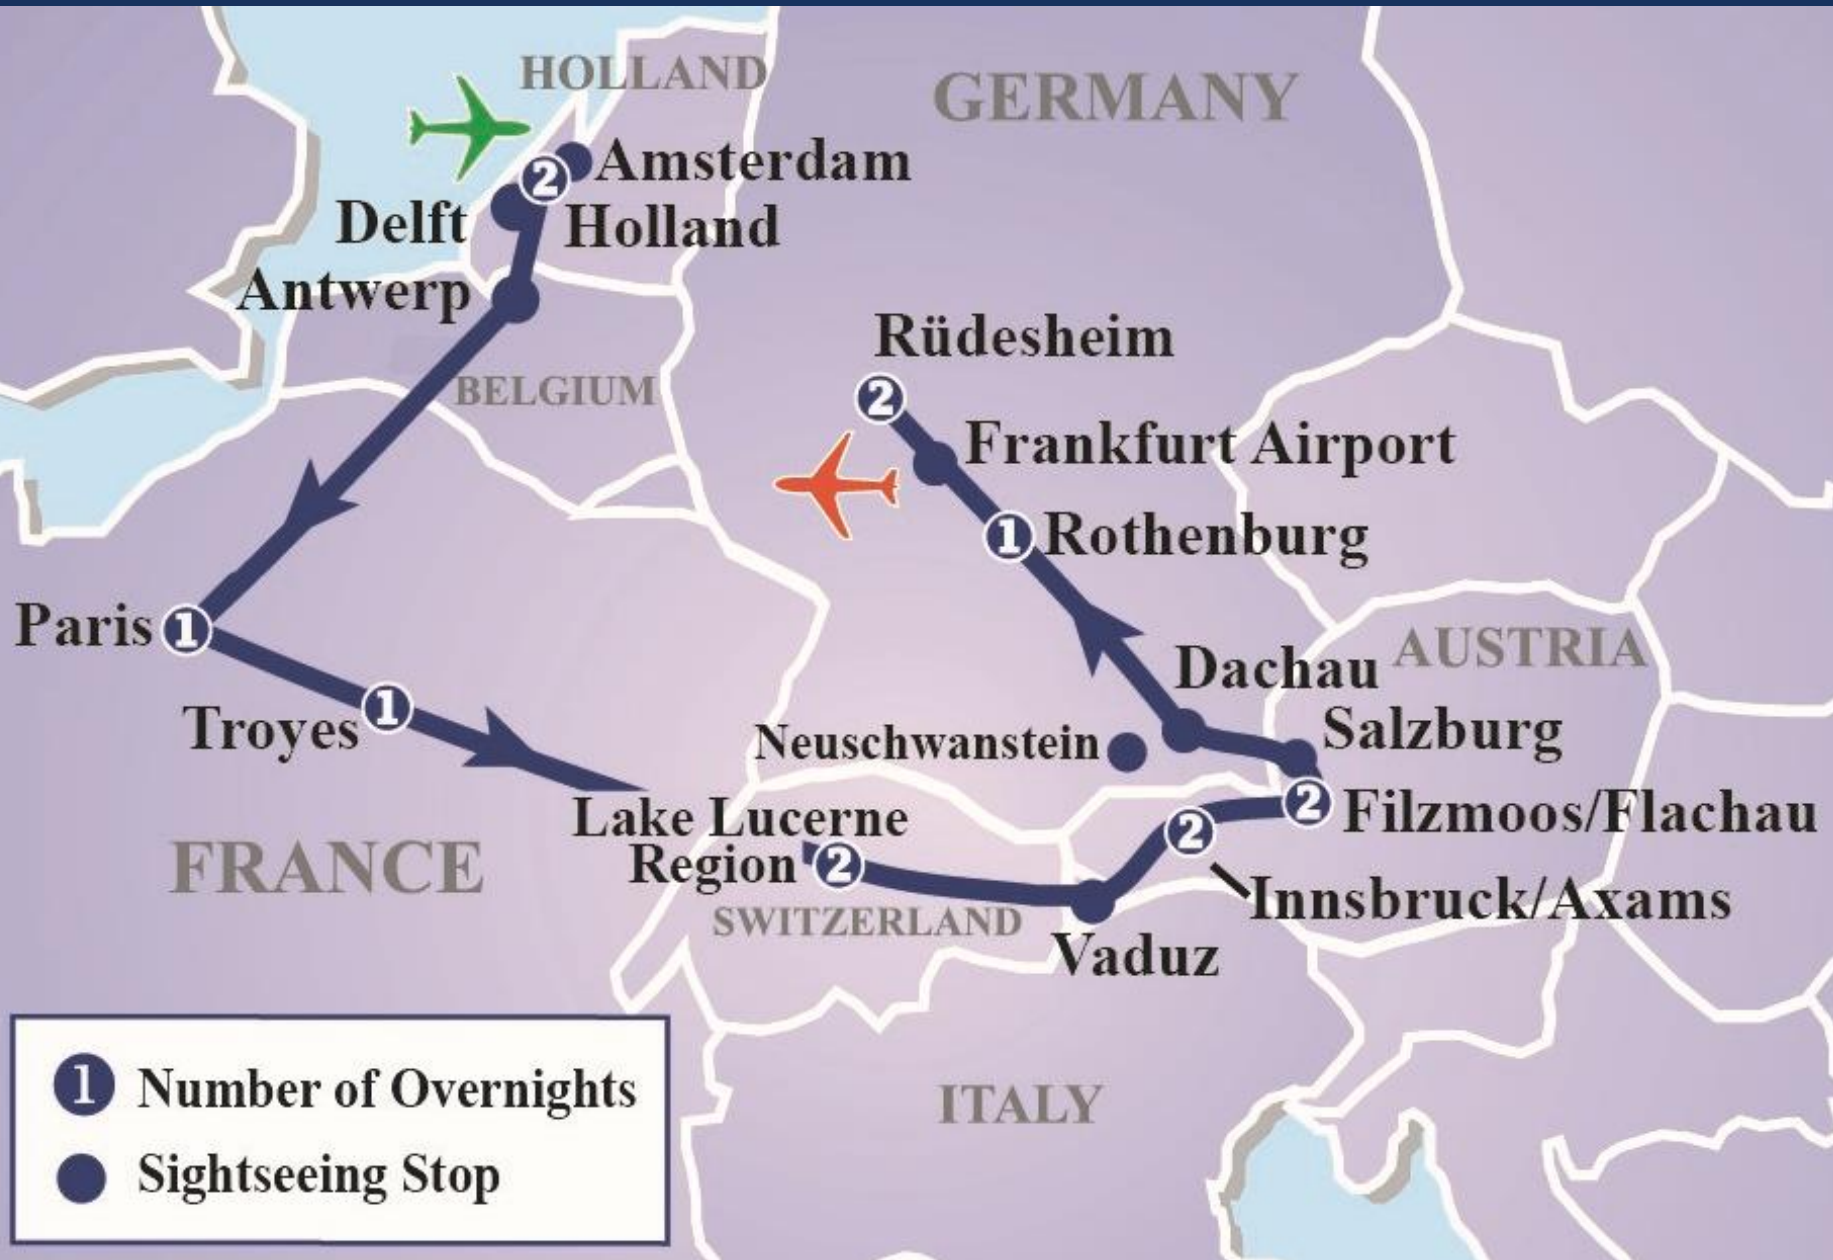 HOLLAND
GERMANY
Amsterdam
2
Delft
Holland
Antwerp
Rüdesheim
BELGIUM
2
Frankfurt Airport
1
Rothenburg
Paris
1
AUSTRIA
Dachau
1
Troyes
Salzburg
Neuschwanstein
2
Filzmoos/Flachau
Lake Lucerne
Region
2
2
FRANCE
Innsbruck/Axams
SWITZERLAND
Vaduz
1
Number of Overnights
Sightseeing Stop
ITALY